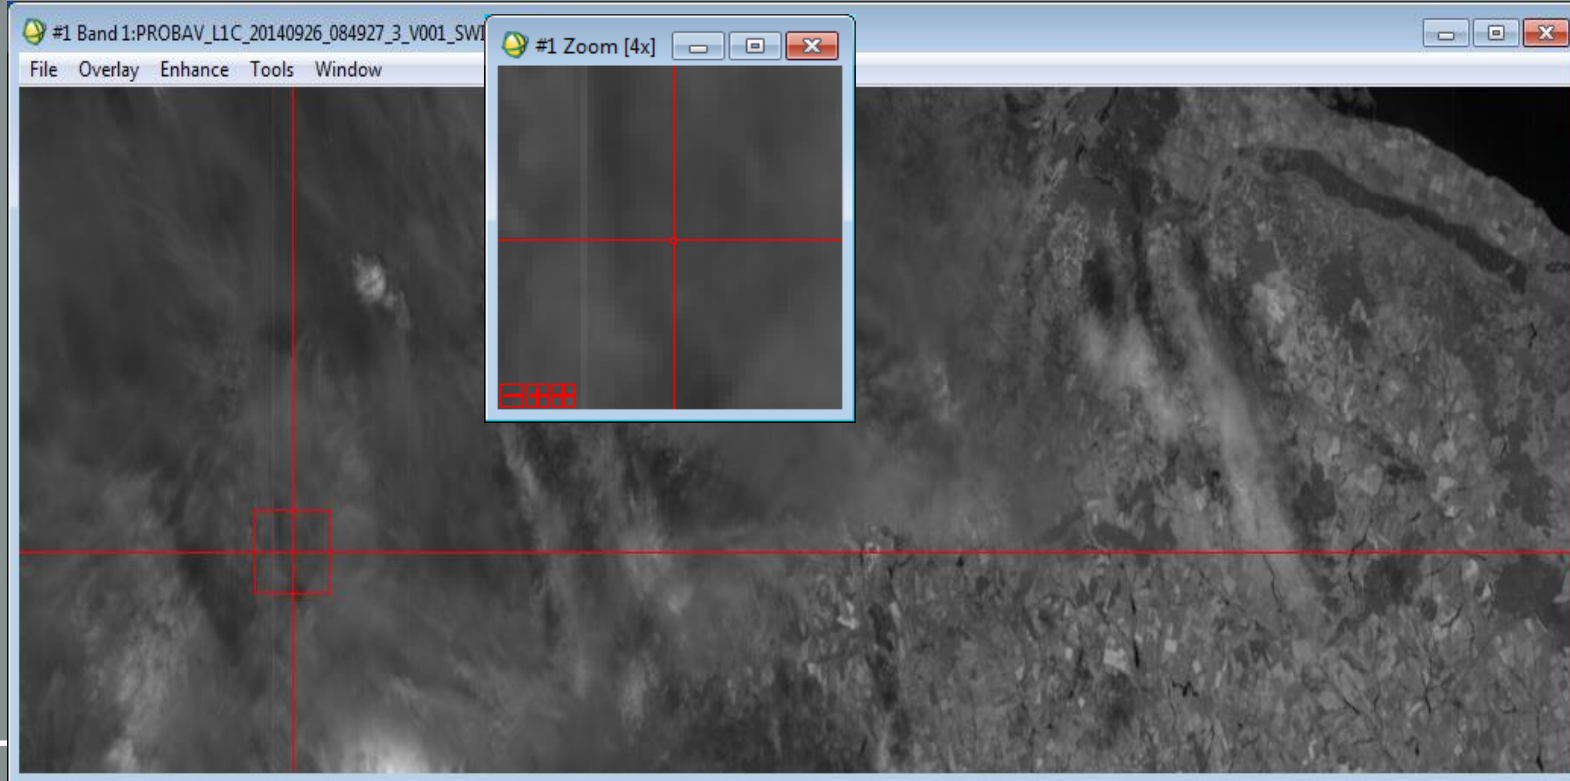 #1 Band 1:PROBAV_L1C_20140926_084927_3_V001_SWI
File Overlay Enhance Tools Window
#1 Zoom [4x]